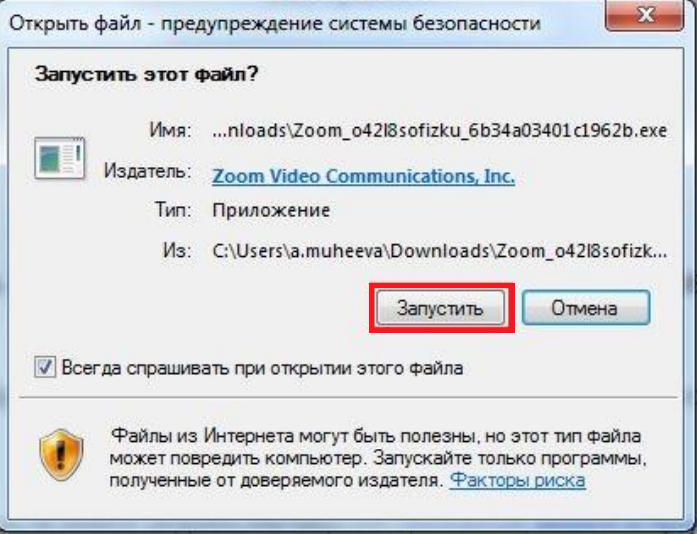 Открыть файл - предупреждение системы безопасности
Запустить этот файл?
Имя: ...nloads\Zoom_o42l8sofizku_6b34a03401c1962b.exe
Издатель: Zoom Video Communications, Inc.
Тип: Приложение
Из: C:\Users\a.muheeva\Downloads\Zoom_o42l8sofizk...
Запустить Отмена
Всегда спрашивать при открытии этого файла
Файлы из Интернета могут быть полезны, но этот тип файла
может повредить компьютер. Запускайте только программы,
полученные от доверяемого издателя. Факторы риска